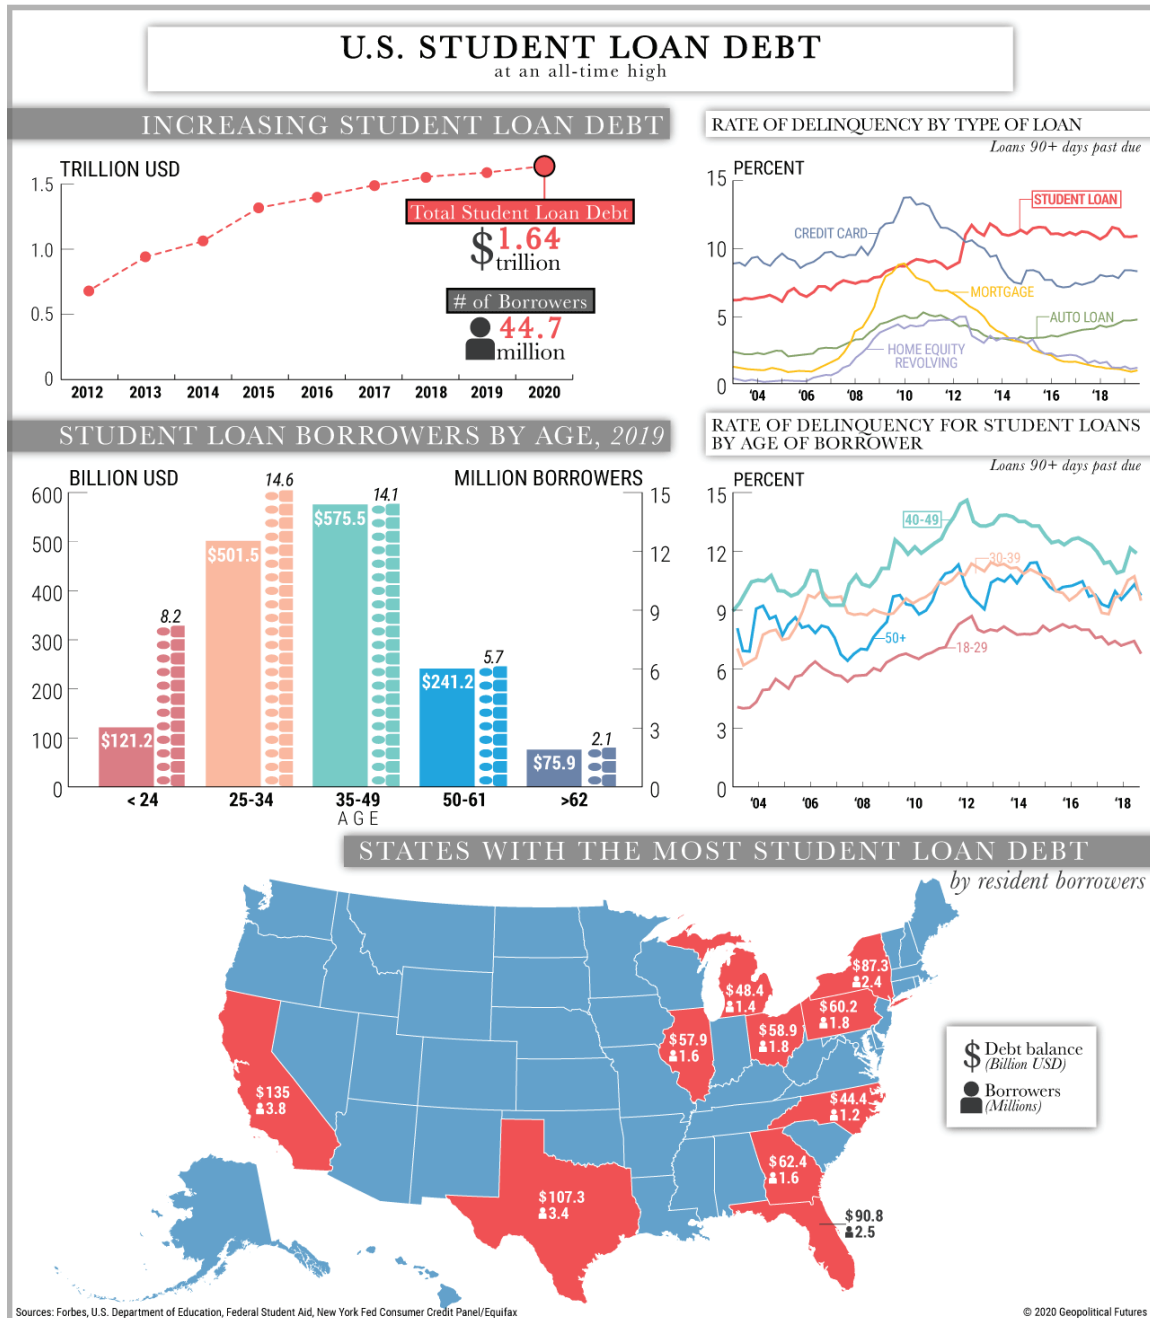 U.S. STUDENT LOAN DEBT
at an all-time high
INCREASING STUDENT LOAN DEBT
TRILLION USD
1.5
1.0
0.5
0
2012 2013 2014 2015 2016 2017 2018 2019 2020
Total Student Loan Debt
$1.64
trillion
# of Borrowers
44.7
million
RATE OF DELINQUENCY BY TYPE OF LOAN
Loans 90+ days past due
PERCENT
15
10
5
0
STUDENT LOAN
CREDIT CARD
MORTGAGE
AUTO LOAN
HOME EQUITY
REVOLVING
'04 '06 '08 '10 '12 '14 '16 '18
STUDENT LOAN BORROWERS BY AGE, 2019
BILLION USD
MILLION BORROWERS
600
500
400
300
200
100
0
15
12
9
6
3
0
$121.2
8.2
$501.5
14.6
$575.5
14.1
$241.2
5.7
$75.9
2.1
< 24 25-34 35-49 50-61 >62
AGE
RATE OF DELINQUENCY FOR STUDENT LOANS
BY AGE OF BORROWER
Loans 90+ days past due
PERCENT
15
12
9
6
3
0
40-49
30-39
50+
18-29
'04 '06 '08 '10 '12 '14 '16 '18
STATES WITH THE MOST STUDENT LOAN DEBT
by resident borrowers
$87.3
2.4
$48.4
1.4
$60.2
1.8
$58.9
1.8
$57.9
1.6
$135
3.8
$44.4
1.2
$62.4
1.6
$107.3
3.4
$90.8
2.5
$ Debt balance
(Billion USD)
Borrowers
(Millions)
Sources: Forbes, U.S. Department of Education, Federal Student Aid, New York Fed Consumer Credit Panel/Equifax
© 2020 Geopolitical Futures